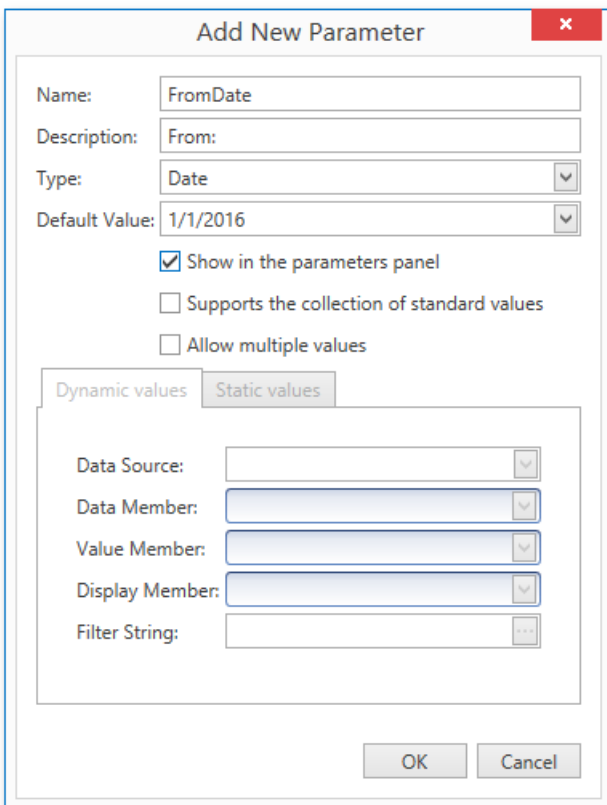 Add New Parameter
Name: FromDate
Description: From:
Type: Date
Default Value: 1/1/2016
Show in the parameters panel
Supports the collection of standard values
Allow multiple values
Dynamic values Static values
Data Source:
Data Member:
Value Member:
Display Member:
Filter String:
OK Cancel